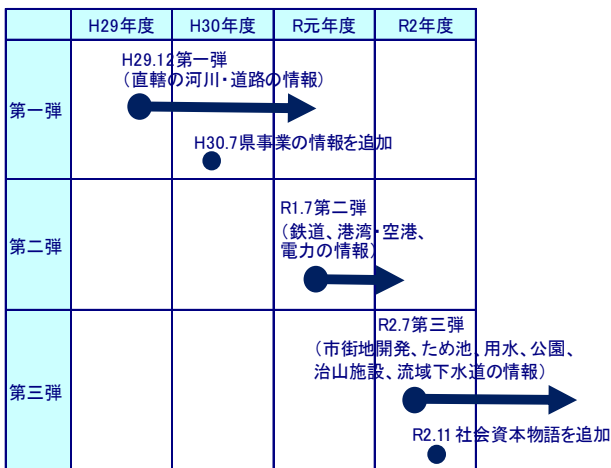 H29年度 H30年度 R元年度 R2年度
第一弾
H29.12第一弾
（直轄の河川・道路の情報）
H30.7県事業の情報を追加
第二弾
R1.7第二弾
（鉄道、港湾・空港、
電力の情報）
第三弾
R2.7第三弾
（市街地開発、ため池、用水、公園、
治山施設、流域下水道の情報）
R2.11 社会資本物語を追加